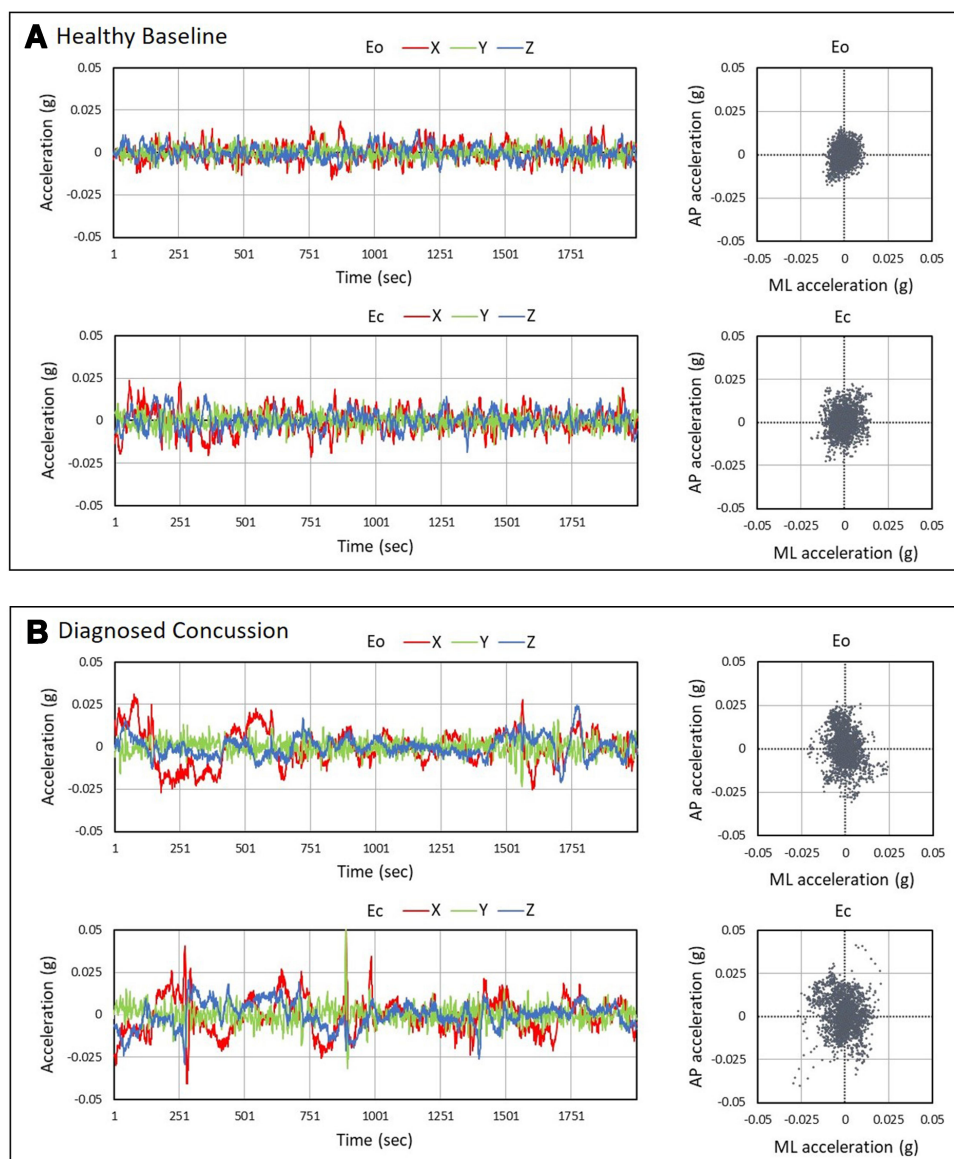 A Healthy Baseline
Eo X Y Z
Acceleration (g)
0.05
0.025
0
-0.025
-0.05
1 251 501 751 1001 1251 1501 1751
Time (sec)
Eo
AP acceleration (g)
0.05
0.025
0
-0.025
-0.05
-0.05 -0.025 0 0.025 0.05
ML acceleration (g)
Ec X Y Z
Acceleration (g)
0.05
0.025
0
-0.025
-0.05
1 251 501 751 1001 1251 1501 1751
Time (sec)
Ec
AP acceleration (g)
0.05
0.025
0
-0.025
-0.05
-0.05 -0.025 0 0.025 0.05
ML acceleration (g)
B Diagnosed Concussion
Eo X Y Z
Acceleration (g)
0.05
0.025
0
-0.025
-0.05
1 251 501 751 1001 1251 1501 1751
Time (sec)
Eo
AP acceleration (g)
0.05
0.025
0
-0.025
-0.05
-0.05 -0.025 0 0.025 0.05
ML acceleration (g)
Ec X Y Z
Acceleration (g)
0.05
0.025
0
-0.025
-0.05
1 251 501 751 1001 1251 1501 1751
Time (sec)
Ec
AP acceleration (g)
0.05
0.025
0
-0.025
-0.05
-0.05 -0.025 0 0.025 0.05
ML acceleration (g)